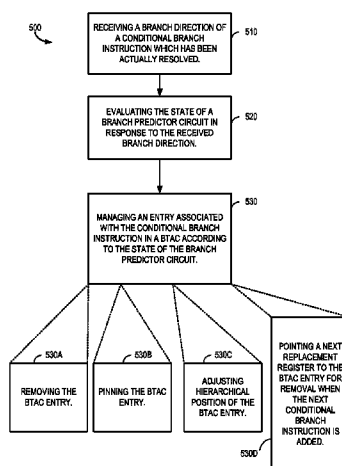 500
RECEIVING A BRANCH DIRECTION OF
A CONDITIONAL BRANCH
INSTRUCTION WHICH HAS BEEN
ACTUALLY RESOLVED.
510
EVALUATING THE STATE OF A
BRANCH PREDICTOR CIRCUIT IN
RESPONSE TO THE RECEIVED
BRANCH DIRECTION.
520
MANAGING AN ENTRY ASSOCIATED
WITH THE CONDITIONAL BRANCH
INSTRUCTION IN A BTAC ACCORDING
TO THE STATE OF THE BRANCH
PREDICTOR CIRCUIT.
530
530A
REMOVING THE
BTAC ENTRY.
530B
PINNING THE BTAC
ENTRY.
530C
ADJUSTING
HIERARCHICAL
POSITION OF THE
BTAC ENTRY.
POINTING A NEXT
REPLACEMENT
REGISTER TO THE
BTAC ENTRY FOR
REMOVAL WHEN
THE NEXT
CONDITIONAL
BRANCH
INSTRUCTION IS
ADDED.
530D